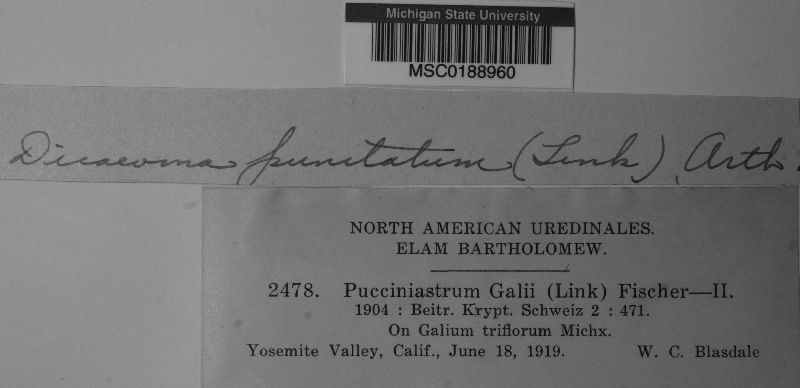 Michigan State University
MSC0188960
Dicaeoma punctatum (Link) Arth.
NORTH AMERICAN UREDINALES.
ELAM BARTHOLOMEW.
2478. Pucciniastrum Galii (Link) Fischer—II.
1904 : Beitr. Krypt. Schweiz 2 : 471.
On Galium triflorum Michx.
Yosemite Valley, Calif., June 18, 1919. W. C. Blasdale